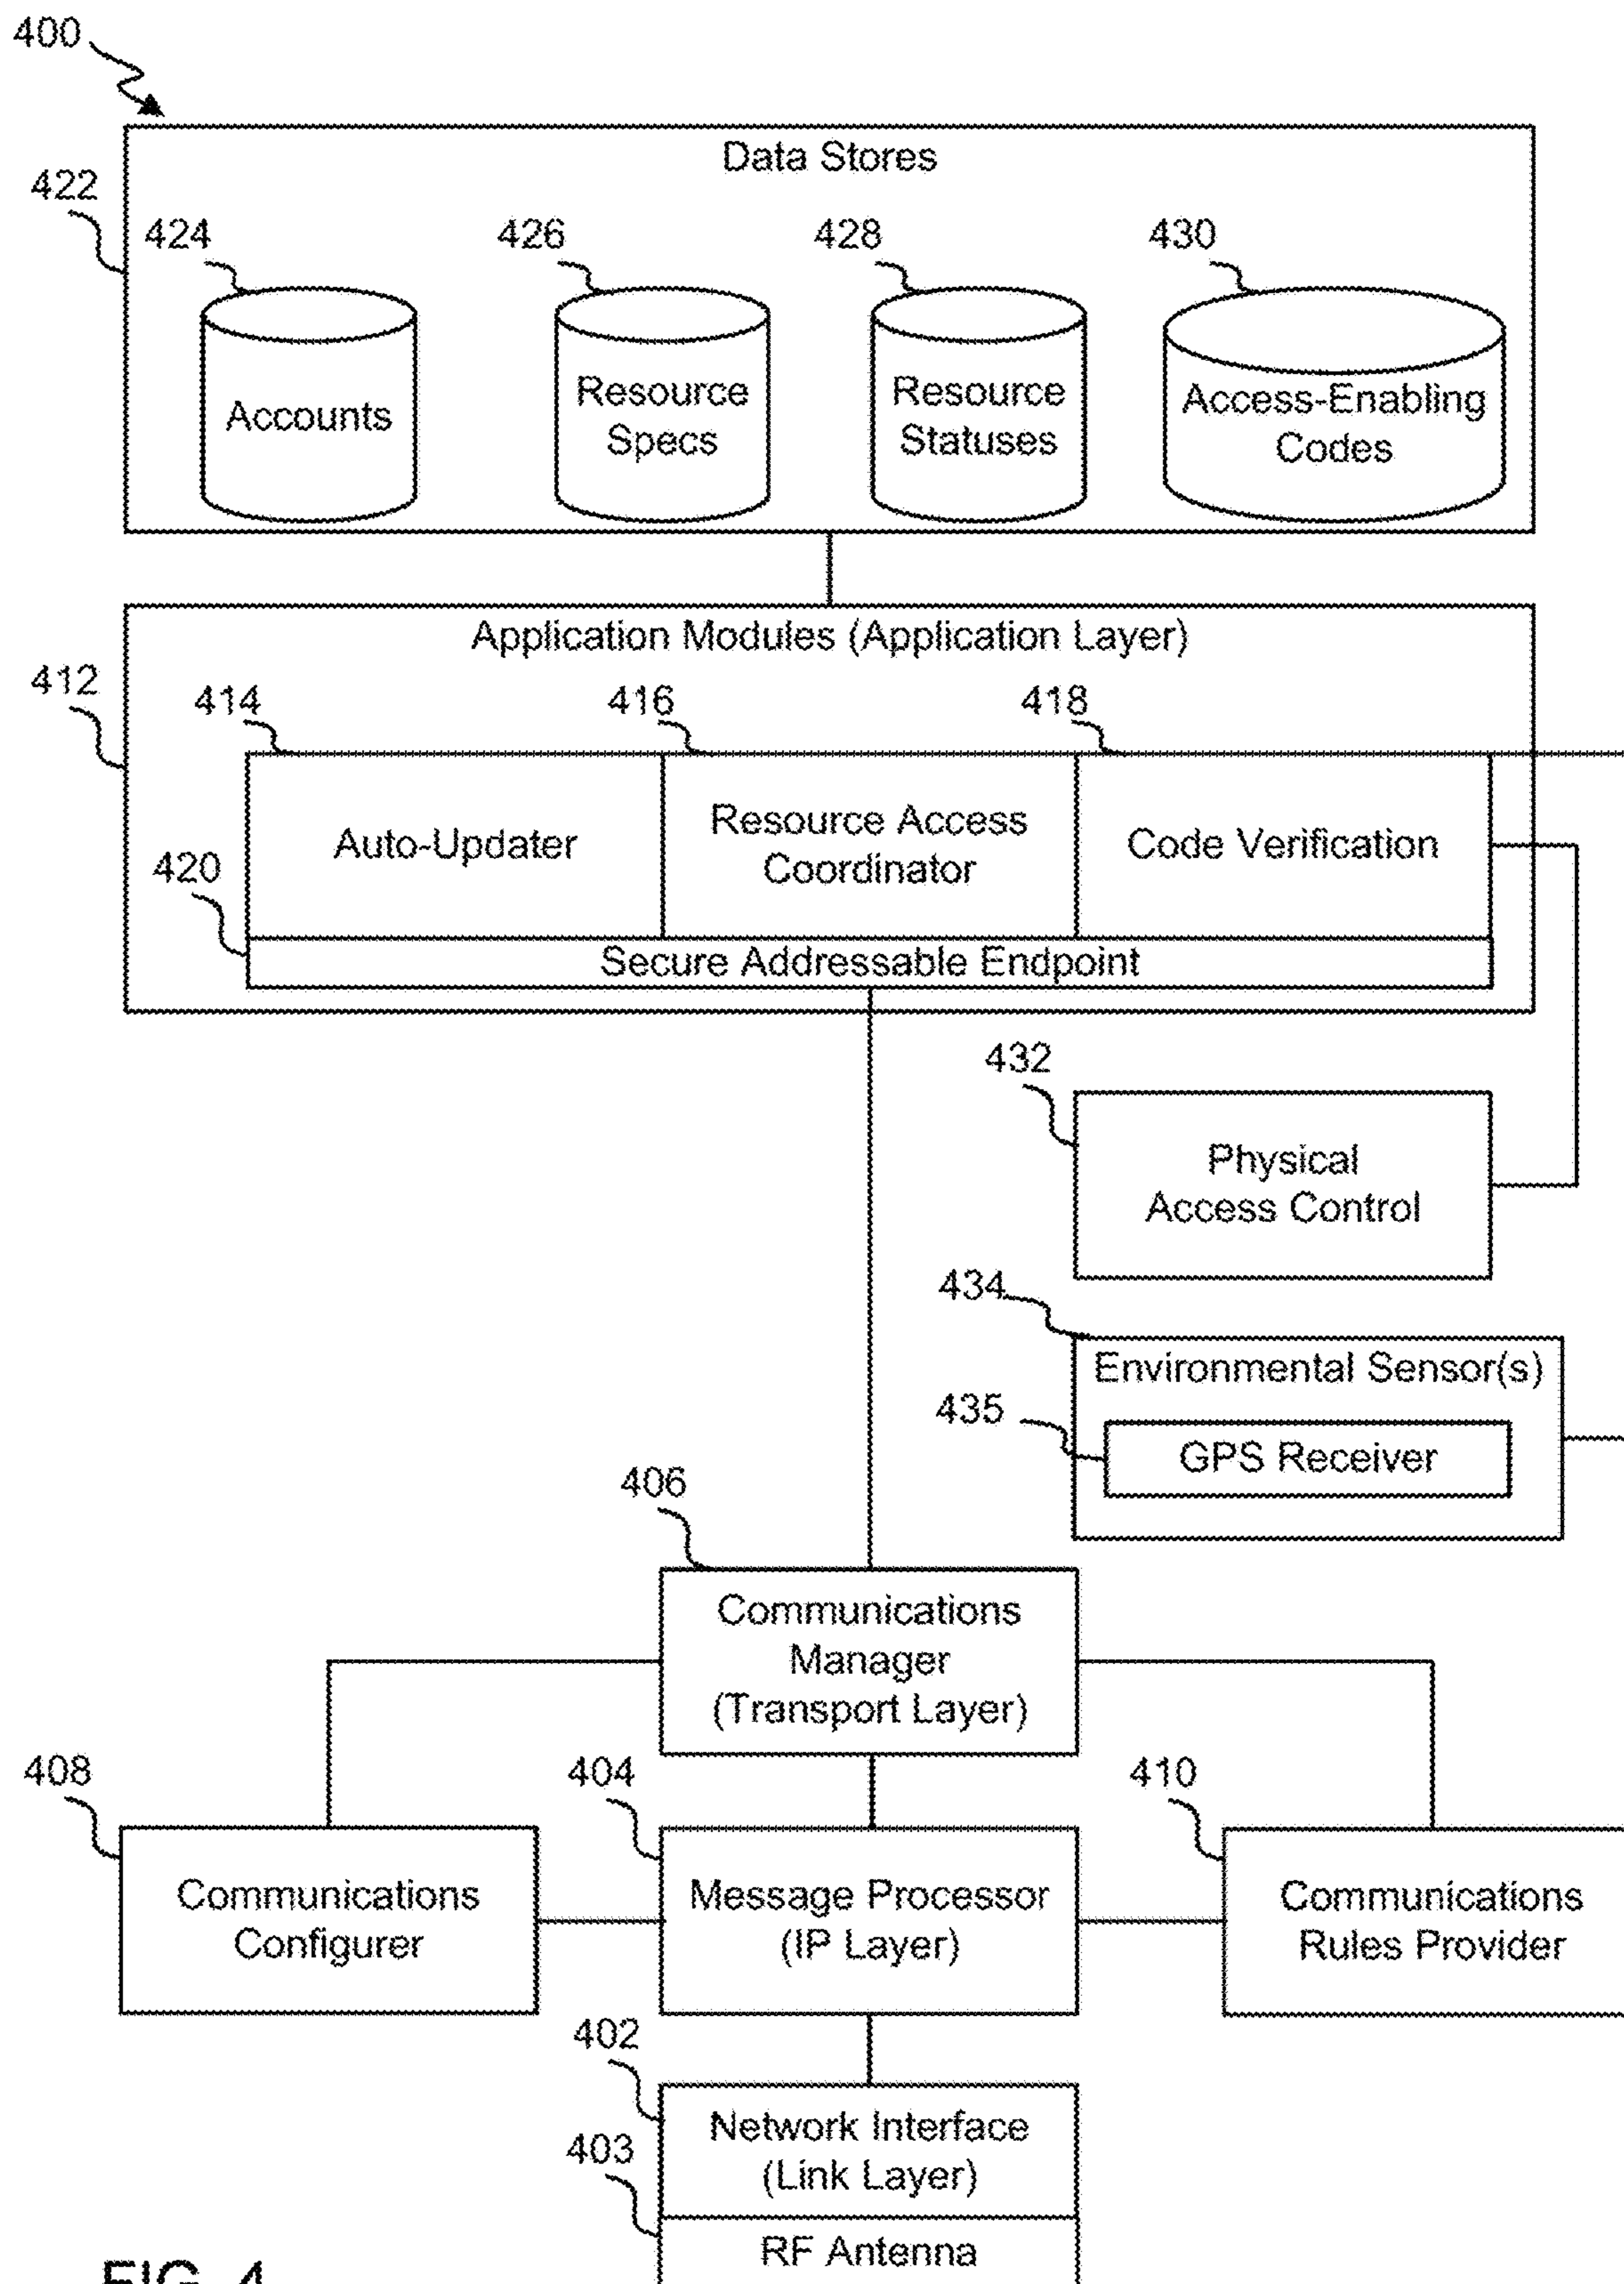 400
Data Stores
422
424
426
428
430
Accounts
Resource
Specs
Resource
Statuses
Access-Enabling
Codes
Application Modules (Application Layer)
412
414
416
418
Auto-Updater
Resource Access
Coordinator
Code Verification
420
Secure Addressable Endpoint
432
Physical
Access Control
434
Environmental Sensor(s)
435
GPS Receiver
406
Communications
Manager
(Transport Layer)
408
404
410
Communications
Configurer
Message Processor
(IP Layer)
Communications
Rules Provider
402
Network Interface
(Link Layer)
403
RF Antenna
FIG. 4